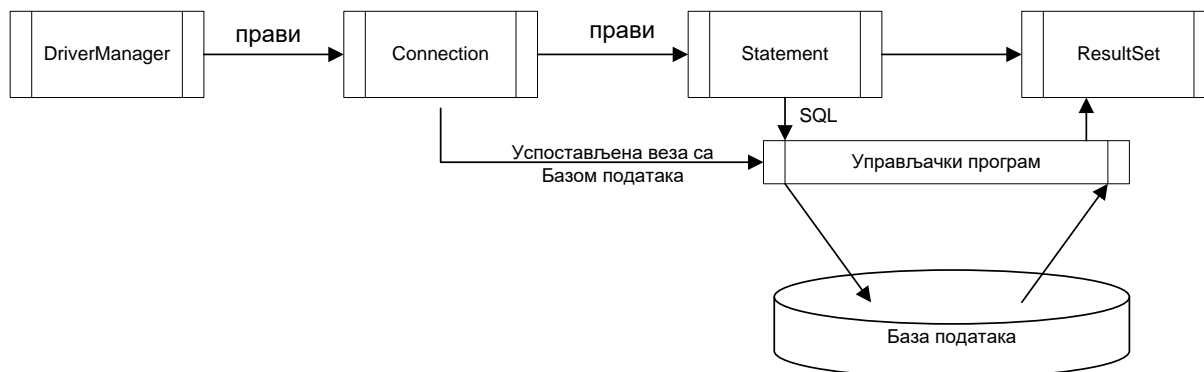 прави
прави
DriverManager
Connection
Statement
ResultSet
SQL
Успостављена веза са
Базом података
Управљачки програм
База података